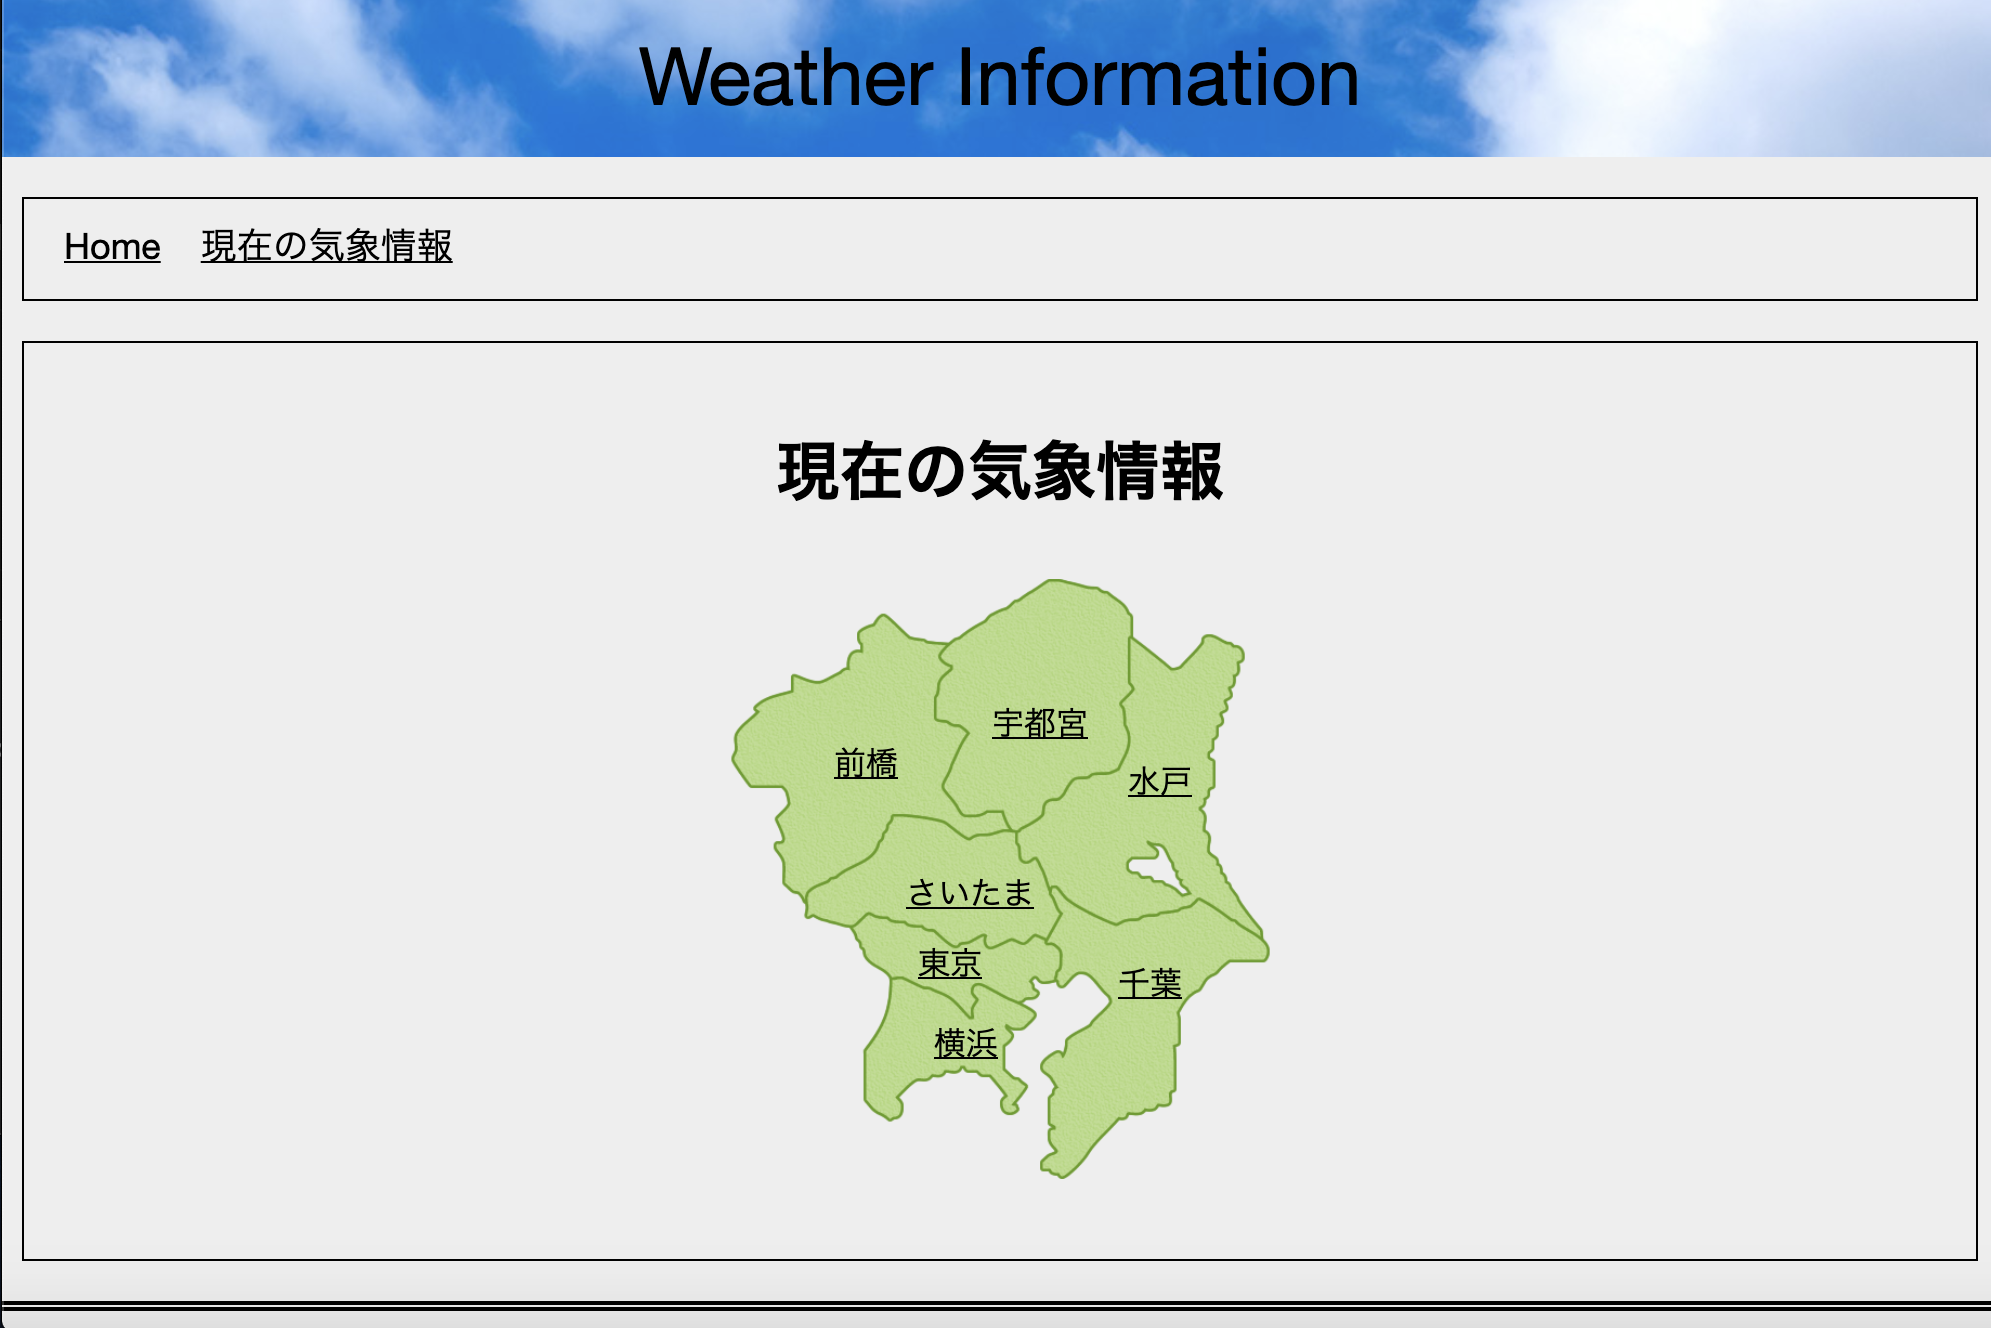 Weather Information
Home 現在の気象情報
現在の気象情報
宇都宮
前橋
水戸
さいたま
東京
千葉
横浜